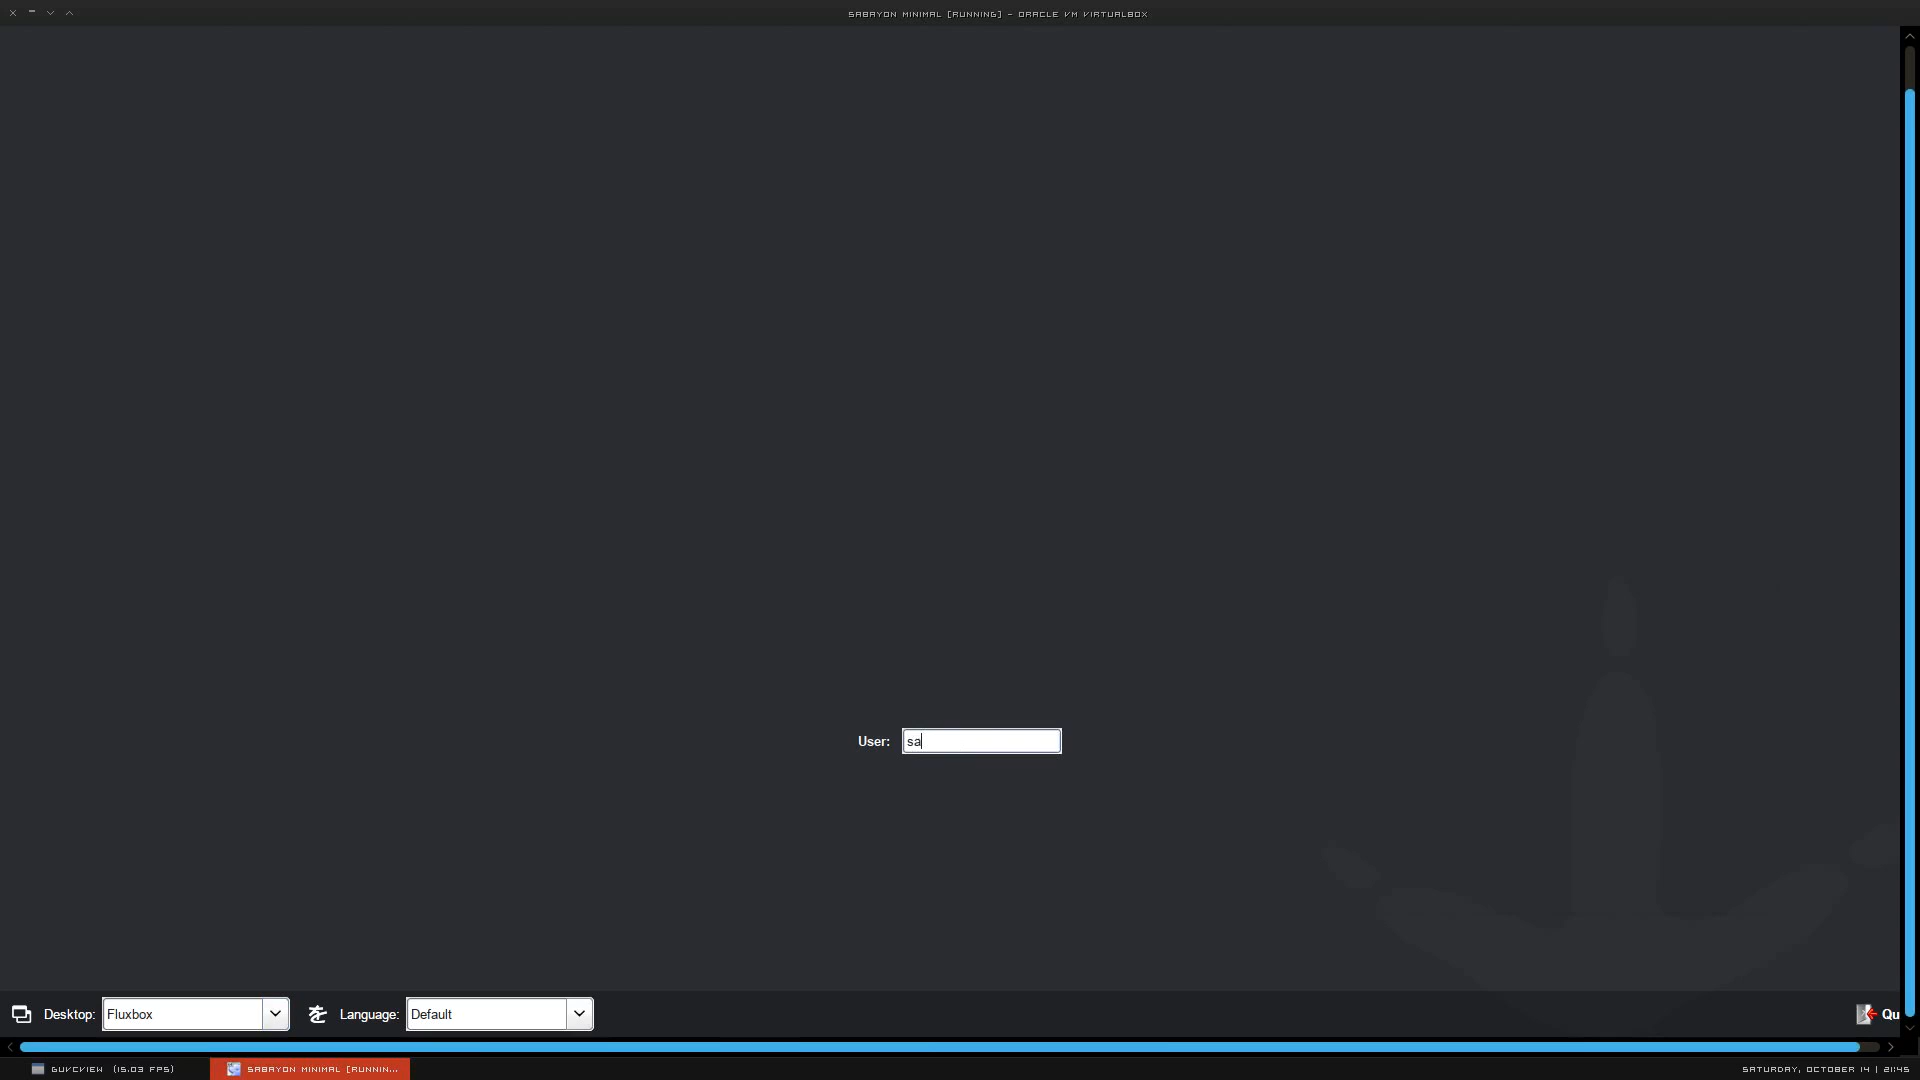 SABAYON MINIMAL [RUNNING] - ORACLE VM VIRTUALBOX
User: sa
Desktop: Fluxbox Language: Default Qu
GUVCVIEW (15.03 FPS) SABAYON MINIMAL [RUNNIN... SATURDAY, OCTOBER 14 | 21:45